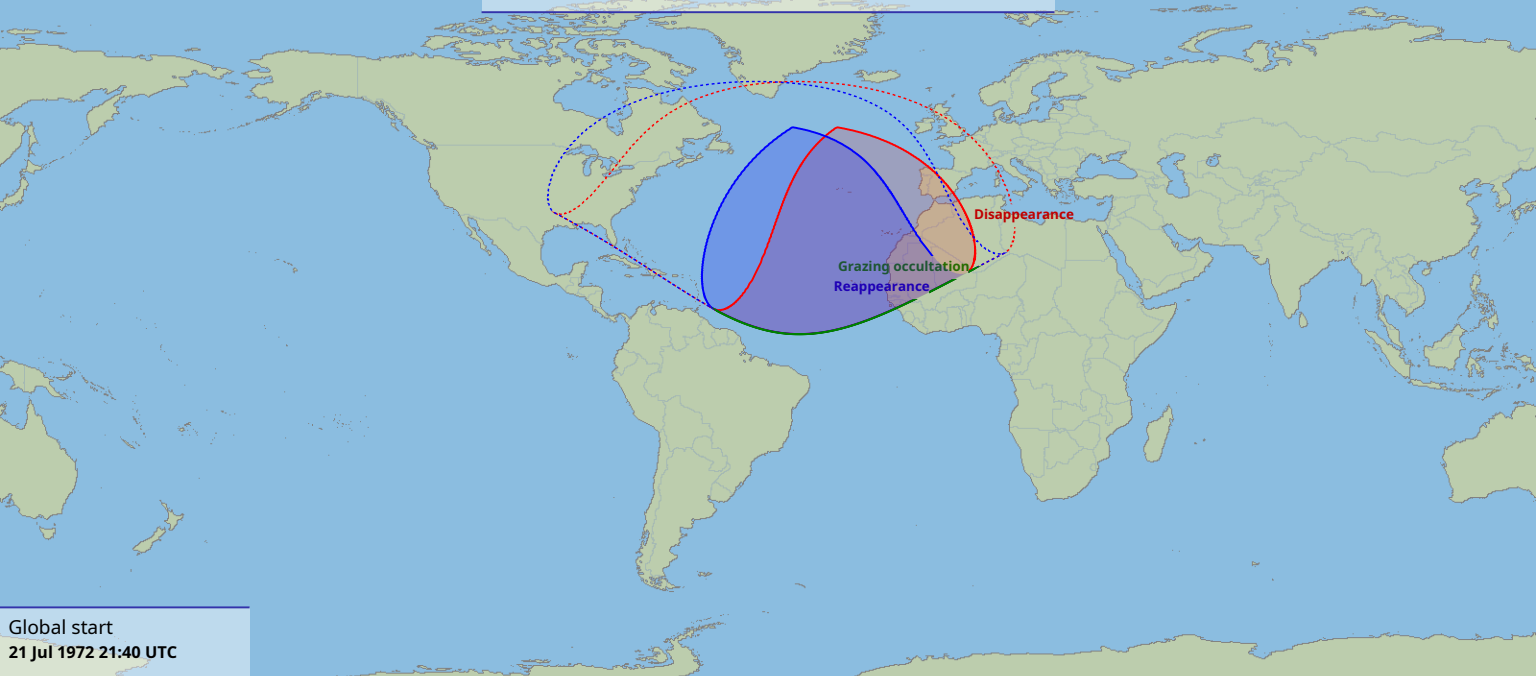 Disappearance
Grazing occultation
Reappearance
Global start
21 Jul 1972 21:40 UTC